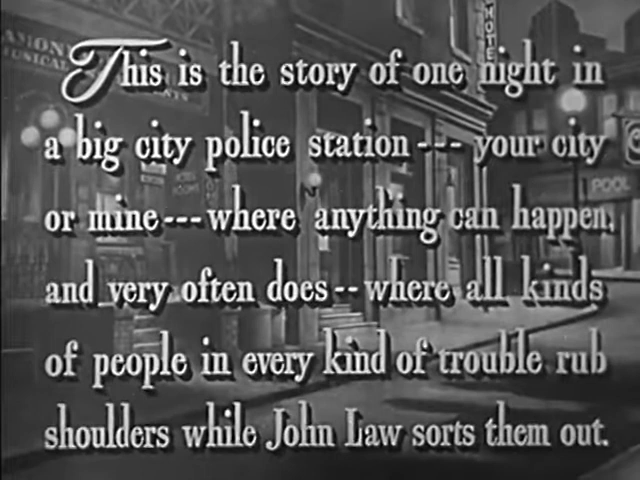 This is the story of one night in
a big city police station --- your city
or mine --- where anything can happen,
and very often does -- where all kinds
of people in every kind of trouble rub
shoulders while John Law sorts them out.
HOTE
POOL